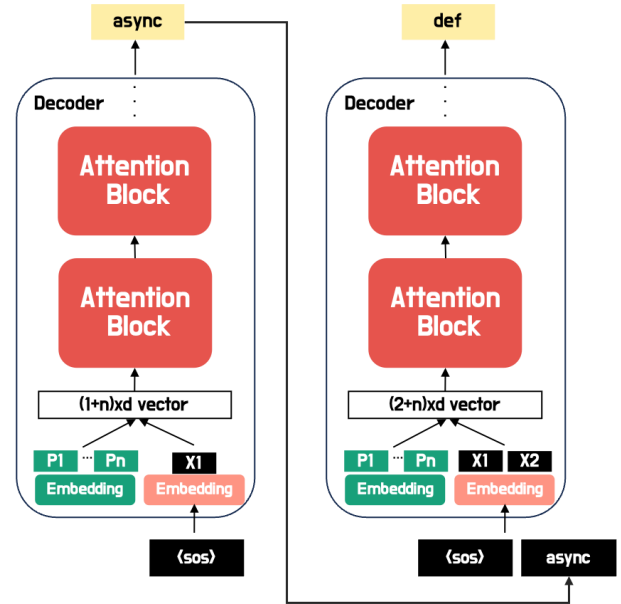 async
Decoder
Attention
Block
Attention
Block
(1+n)xd vector
P1 ... Pn X1
Embedding Embedding
⟨sos⟩
def
Decoder
Attention
Block
Attention
Block
(2+n)xd vector
P1 ... Pn X1 X2
Embedding Embedding
⟨sos⟩ async